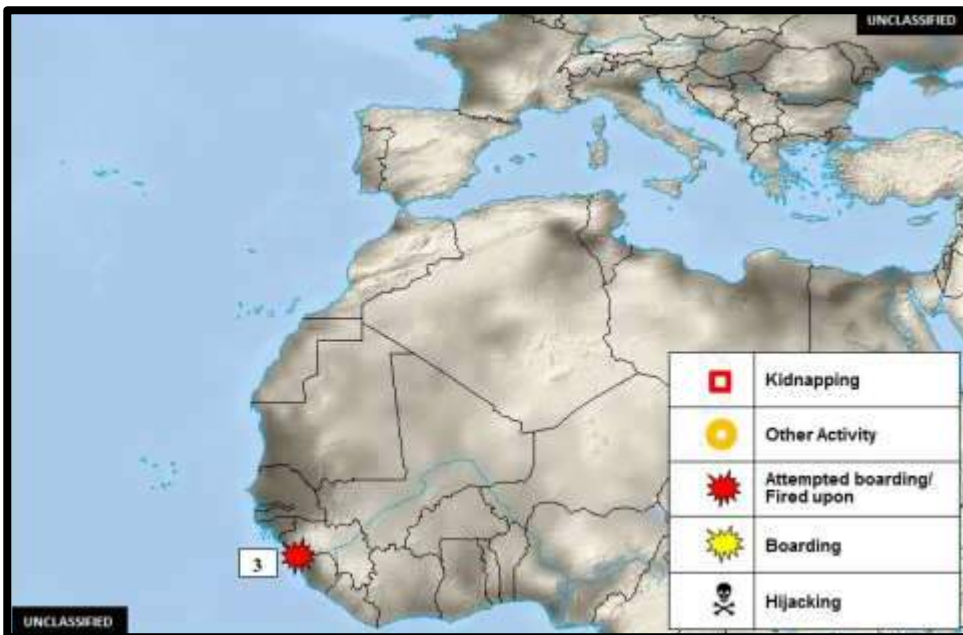 UNCLASSIFIED
Kidnapping
Other Activity
Attempted boarding/
Fired upon
Boarding
3
Hijacking
UNCLASSIFIED